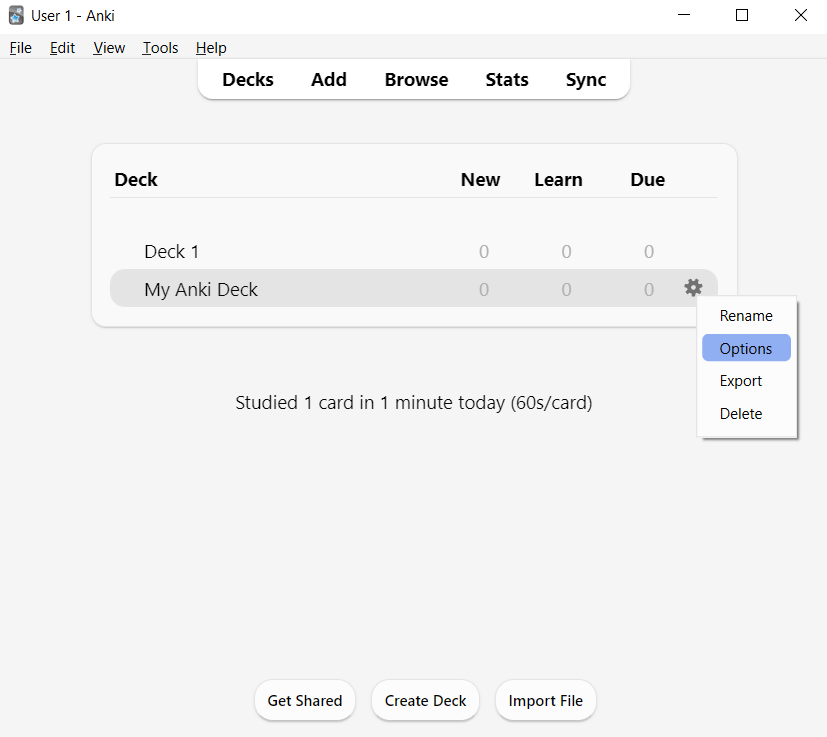 User 1 - Anki
File Edit View Tools Help
Decks Add Browse Stats Sync
Deck New Learn Due
Deck 1 0 0 0
My Anki Deck 0 0 0
Rename
Options
Export
Delete
Studied 1 card in 1 minute today (60s/card)
Get Shared Create Deck Import File